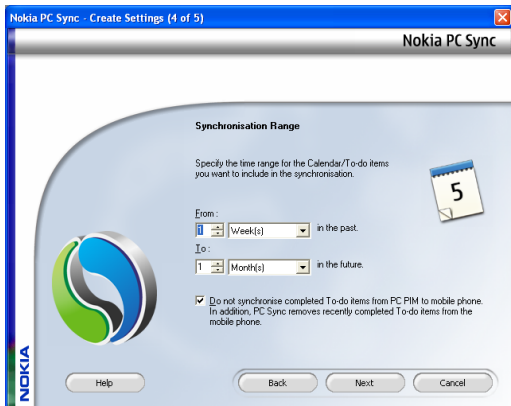 Nokia PC Sync - Create Settings (4 of 5)
Nokia PC Sync
Synchronisation Range
Specify the time range for the Calendar/To-do items
you want to include in the synchronisation.
5
From :
1 Week(s) in the past.
To :
1 Month(s) in the future.
Do not synchronise completed To-do items from PC PIM to mobile phone.
In addition, PC Sync removes recently completed To-do items from the
mobile phone.
NOKIA
Help Back Next Cancel